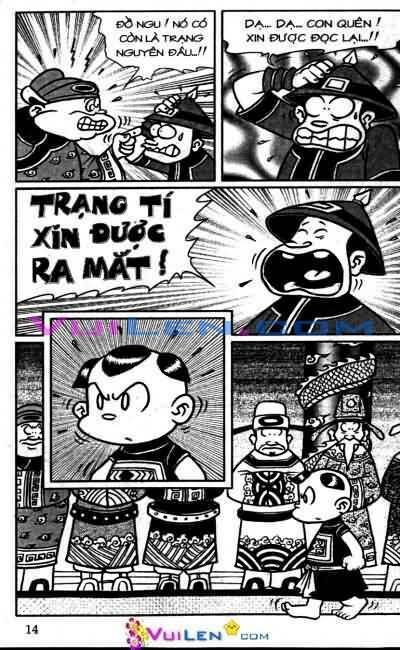 ĐỒ NGU! NÓ CÓ
CÒN LÀ TRẠNG
NGUYÊN ĐÂU...!!
DẠ... DẠ... CON QUÊN!
XIN ĐƯỢC ĐỌC LẠI...!!
TRẠNG TÍ
XIN ĐƯỢC
RA MẮT!
VUILEN.COM
14
VUILEN.COM